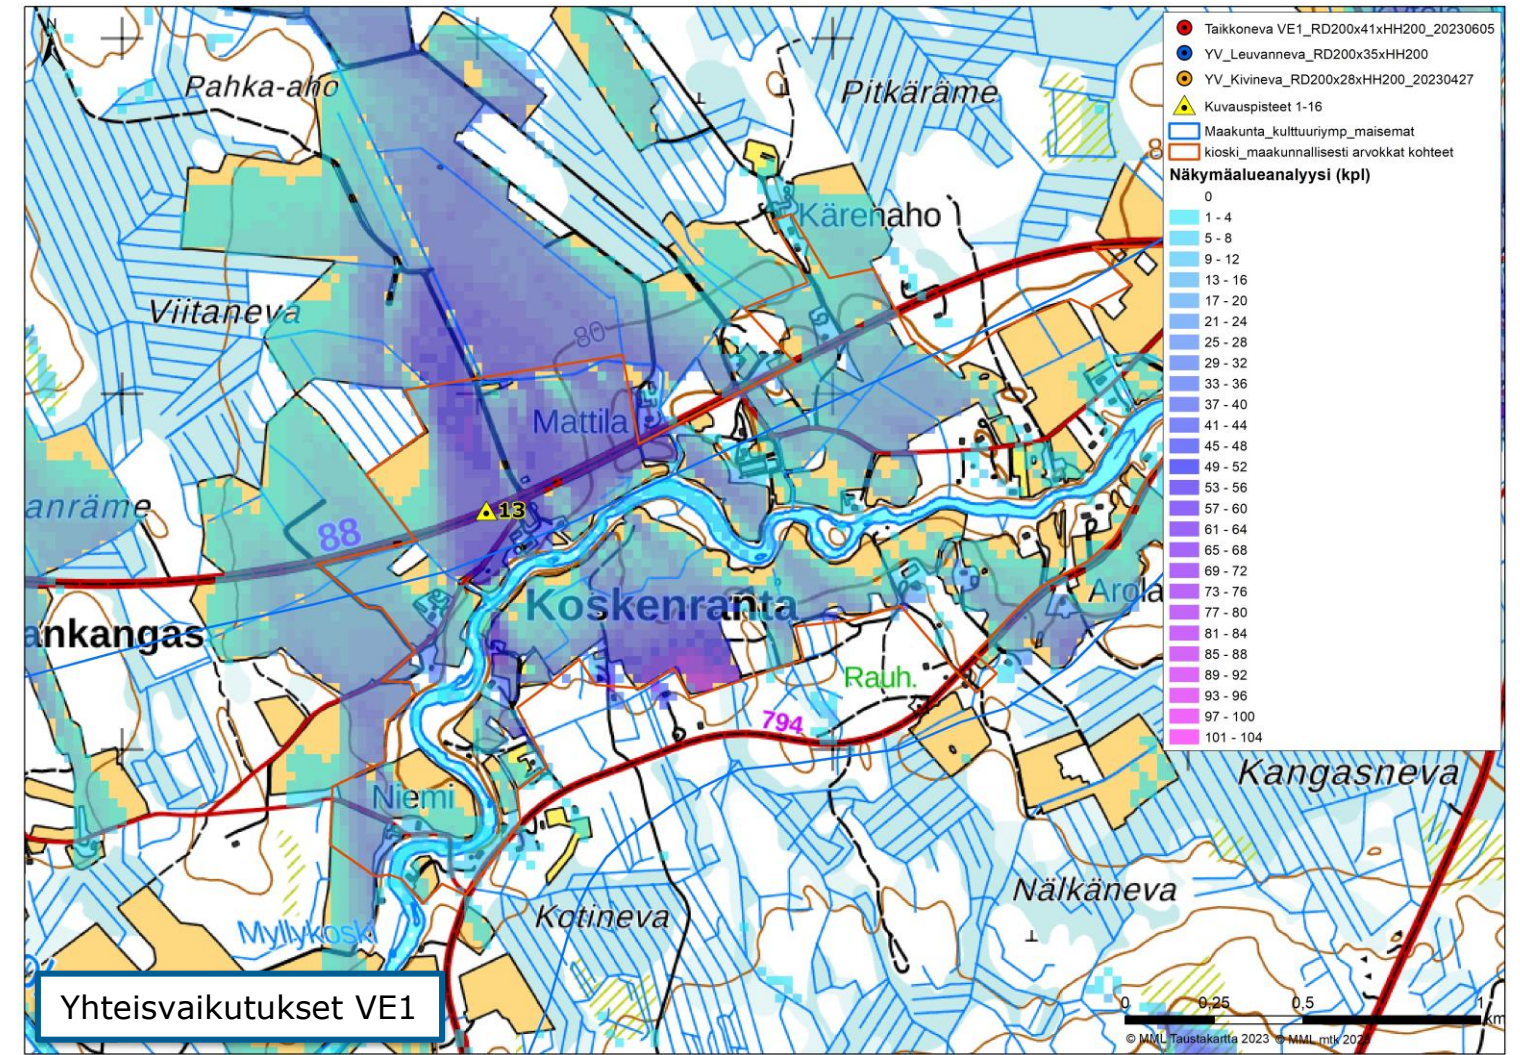 N
Pahka-aho
Pitkäräme
Kärenaho
Viitaneva
80
Mattila
13
88
anräme
Koskenranta
ankangas
Arola
Rauh.
794
Niemi
Kangasneva
Nälkäneva
Kotineva
Myllykoski
Taikkoneva VE1_RD200x41xHH200_20230605
YV_Leuvanneva_RD200x35xHH200
YV_Kivineva_RD200x28xHH200_20230427
Kuvauspisteet 1-16
Maakunta_kulttuuriymp_maisemat
kioski_maakunnallisesti arvokkat kohteet
Näkymäalueanalyysi (kpl)
0
1 - 4
5 - 8
9 - 12
13 - 16
17 - 20
21 - 24
25 - 28
29 - 32
33 - 36
37 - 40
41 - 44
45 - 48
49 - 52
53 - 56
57 - 60
61 - 64
65 - 68
69 - 72
73 - 76
77 - 80
81 - 84
85 - 88
89 - 92
93 - 96
97 - 100
101 - 104
Yhteisvaikutukset VE1
0 0,25 0,5 1
km
© MML Taustakartta 2023 © MML mtk